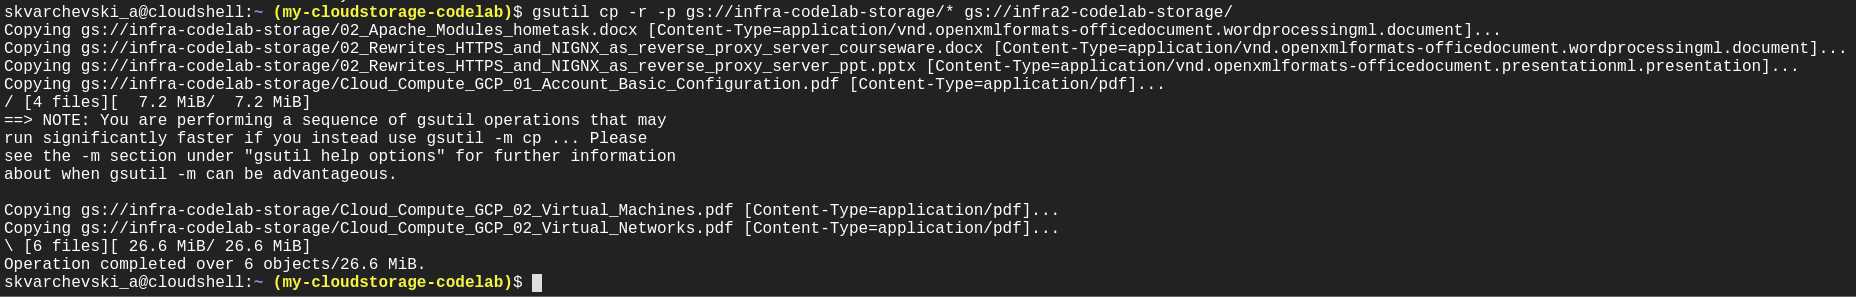 skvarchevski_a@cloudshell:~ (my-cloudstorage-codelab)$ gsutil cp -r -p gs://infra-codelab-storage/* gs://infra2-codelab-storage/
Copying gs://infra-codelab-storage/02_Apache_Modules_hometask.docx [Content-Type=application/vnd.openxmlformats-officedocument.wordprocessingml.document]...
Copying gs://infra-codelab-storage/02_Rewrites_HTTPS_and_NIGNX_as_reverse_proxy_server_courseware.docx [Content-Type=application/vnd.openxmlformats-officedocument.wordprocessingml.document]...
Copying gs://infra-codelab-storage/02_Rewrites_HTTPS_and_NIGNX_as_reverse_proxy_server_ppt.pptx [Content-Type=application/vnd.openxmlformats-officedocument.presentationml.presentation]...
Copying gs://infra-codelab-storage/Cloud_Compute_GCP_01_Account_Basic_Configuration.pdf [Content-Type=application/pdf]...
/ [4 files][  7.2 MiB/  7.2 MiB]
==> NOTE: You are performing a sequence of gsutil operations that may
run significantly faster if you instead use gsutil -m cp ... Please
see the -m section under "gsutil help options" for further information
about when gsutil -m can be advantageous.
Copying gs://infra-codelab-storage/Cloud_Compute_GCP_02_Virtual_Machines.pdf [Content-Type=application/pdf]...
Copying gs://infra-codelab-storage/Cloud_Compute_GCP_02_Virtual_Networks.pdf [Content-Type=application/pdf]...
\ [6 files][ 26.6 MiB/ 26.6 MiB]
Operation completed over 6 objects/26.6 MiB.
skvarchevski_a@cloudshell:~ (my-cloudstorage-codelab)$